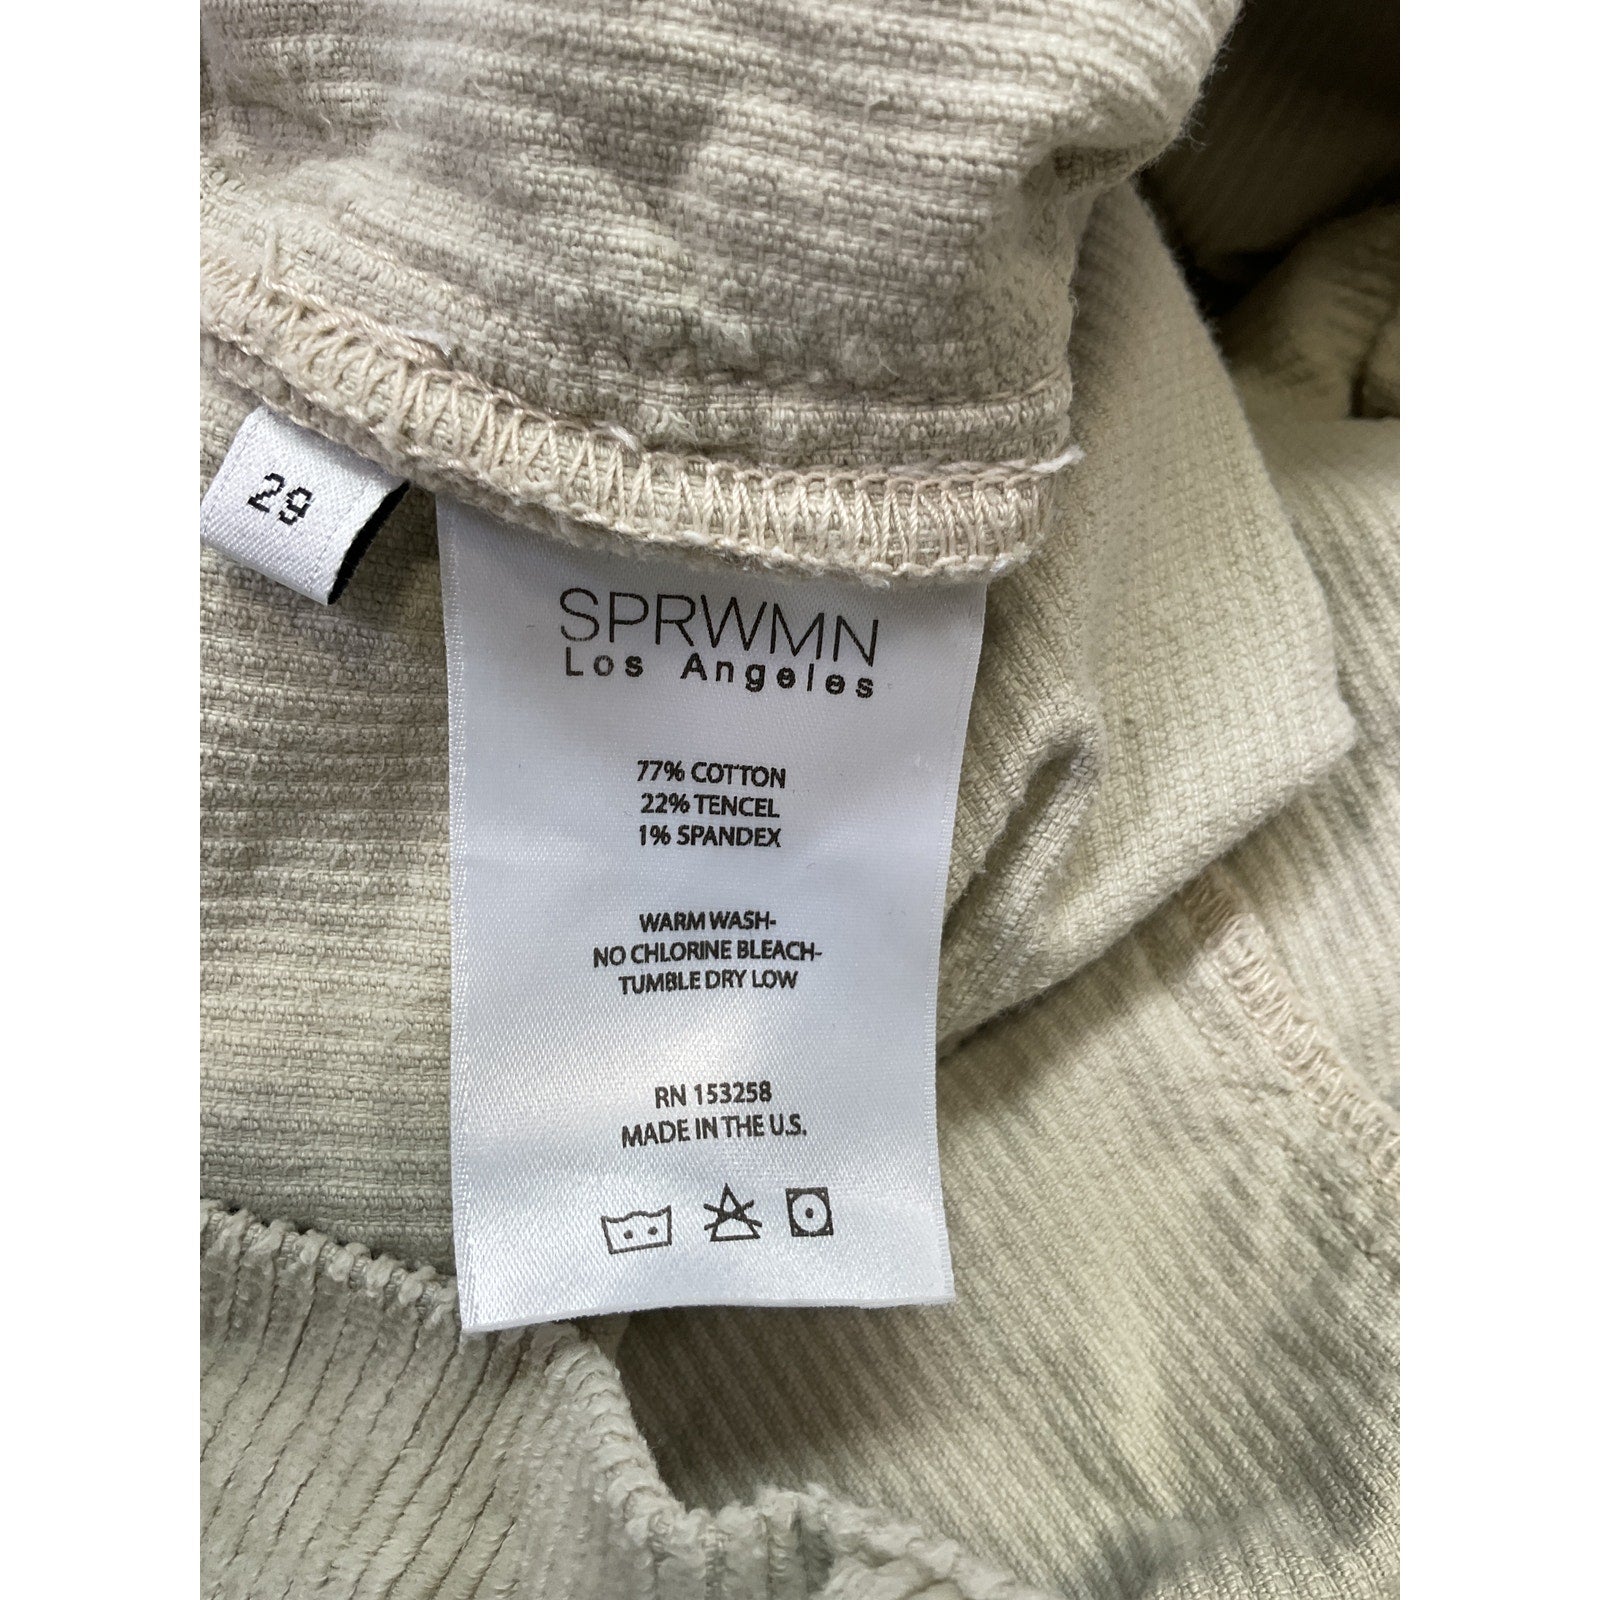 29
SPRWMN
Los Angeles
77% COTTON
22% TENCEL
1% SPANDEX
WARM WASH-
NO CHLORINE BLEACH-
TUMBLE DRY LOW
RN 153258
MADE IN THE U.S.